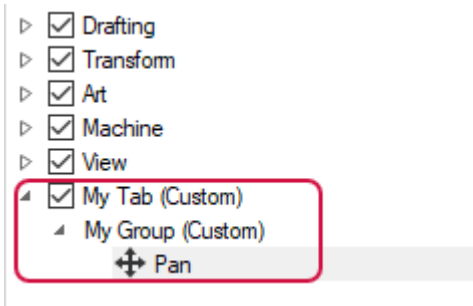 Drafting
Transform
Art
Machine
View
My Tab (Custom)
My Group (Custom)
Pan